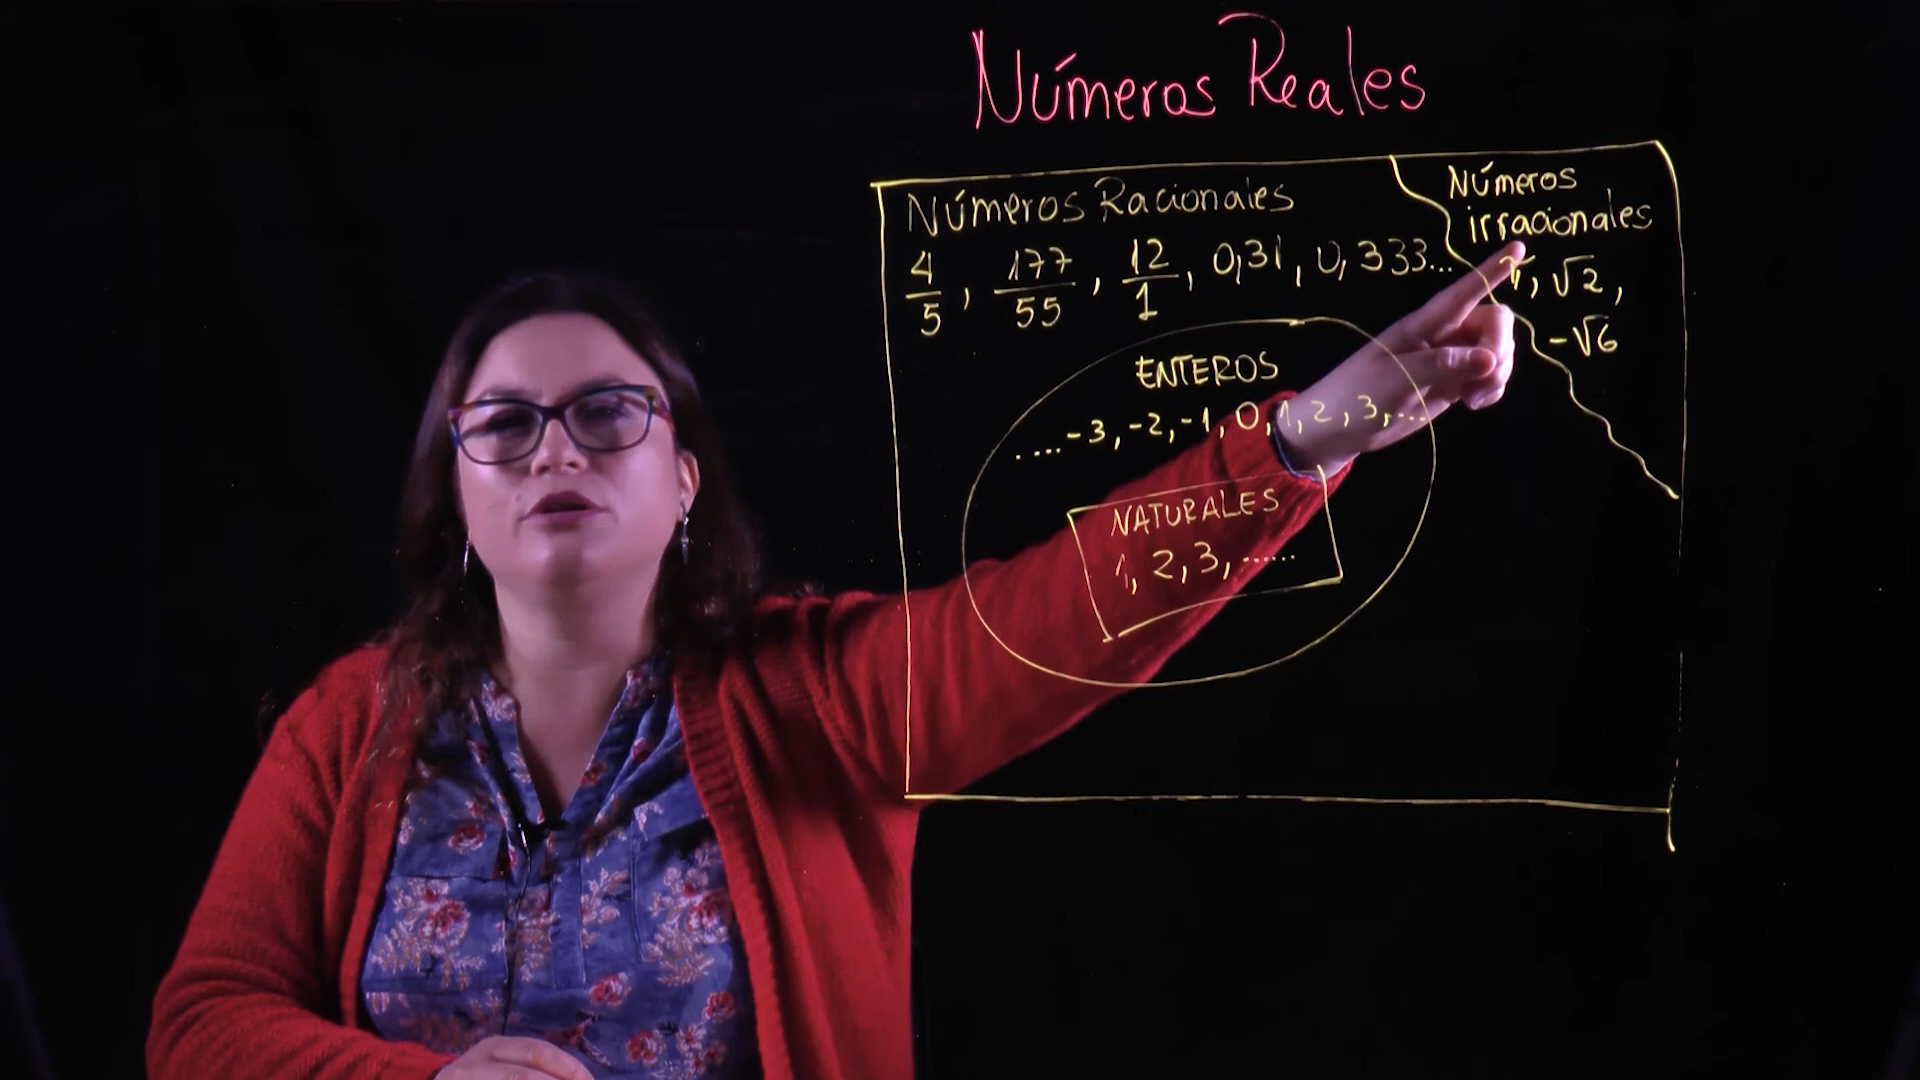 Números Reales
Números Racionales
4/5, 177/55, 12/1, 0,31, 0,333...
Números
irracionales
π, √2,
-√6
ENTEROS
....-3, -2, -1, 0, 1, 2, 3, ...
NATURALES
1, 2, 3, ......